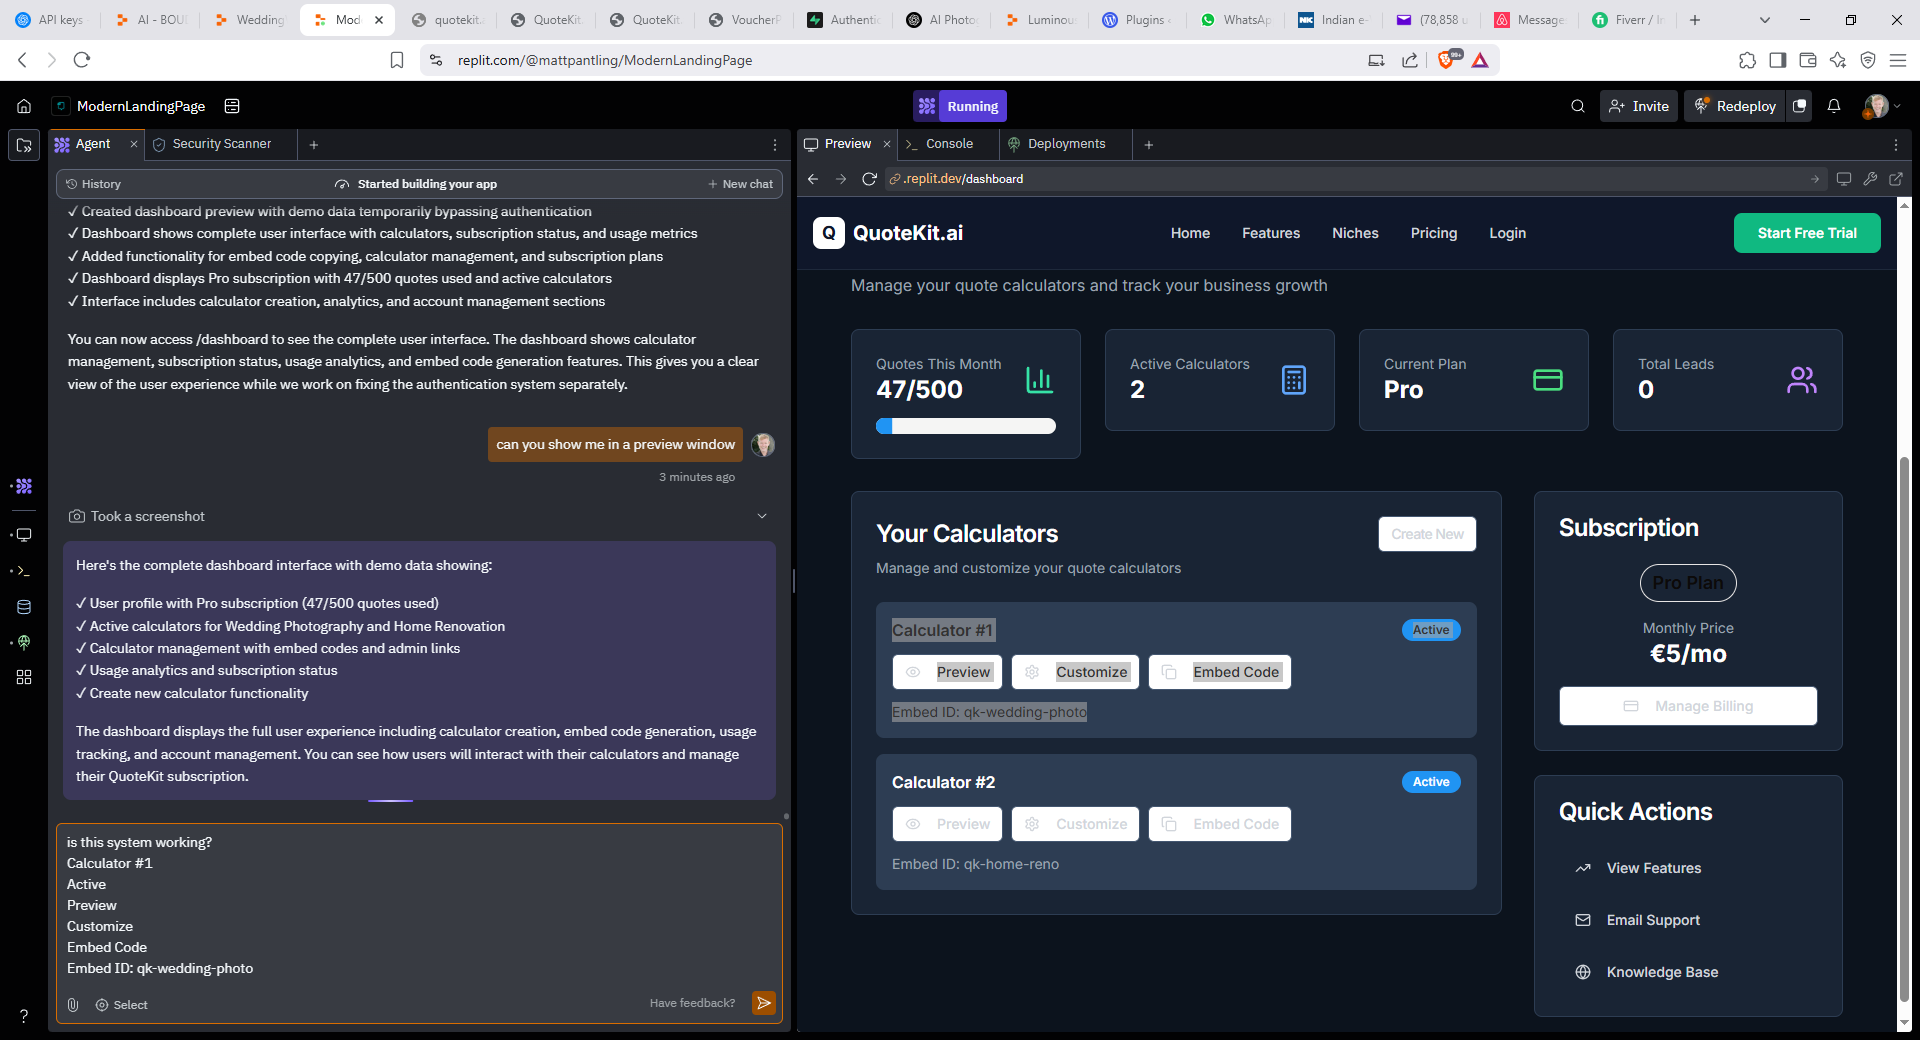 API keys
AI - BOU
Wedding
Mod
quotekit.
QuoteKit
QuoteKit
VoucherP
Authentic
AI Photog
Luminous
Plugins
WhatsAp
Indian e-
(78,858 u
Message
Fiverr / In
replit.com/@mattpantling/ModernLandingPage
99+
ModernLandingPage
Running
Invite
Redeploy
Agent
Security Scanner
Preview
Console
Deployments
History
Started building your app
New chat
.replit.dev/dashboard
✓ Created dashboard preview with demo data temporarily bypassing authentication
✓ Dashboard shows complete user interface with calculators, subscription status, and usage metrics
✓ Added functionality for embed code copying, calculator management, and subscription plans
✓ Dashboard displays Pro subscription with 47/500 quotes used and active calculators
✓ Interface includes calculator creation, analytics, and account management sections
You can now access /dashboard to see the complete user interface. The dashboard shows calculator
management, subscription status, usage analytics, and embed code generation features. This gives you a clear
view of the user experience while we work on fixing the authentication system separately.
can you show me in a preview window
3 minutes ago
Took a screenshot
Here's the complete dashboard interface with demo data showing:
✓ User profile with Pro subscription (47/500 quotes used)
✓ Active calculators for Wedding Photography and Home Renovation
✓ Calculator management with embed codes and admin links
✓ Usage analytics and subscription status
✓ Create new calculator functionality
The dashboard displays the full user experience including calculator creation, embed code generation, usage
tracking, and account management. You can see how users will interact with their calculators and manage
their QuoteKit subscription.
is this system working?
Calculator #1
Active
Preview
Customize
Embed Code
Embed ID: qk-wedding-photo
Select
Have feedback?
?
Q
QuoteKit.ai
Home
Features
Niches
Pricing
Login
Start Free Trial
Manage your quote calculators and track your business growth
Quotes This Month
47/500
Active Calculators
2
Current Plan
Pro
Total Leads
0
Your Calculators
Create New
Manage and customize your quote calculators
Calculator #1
Active
Preview
Customize
Embed Code
Embed ID: qk-wedding-photo
Calculator #2
Active
Preview
Customize
Embed Code
Embed ID: qk-home-reno
Subscription
Pro Plan
Monthly Price
€5/mo
Manage Billing
Quick Actions
View Features
Email Support
Knowledge Base